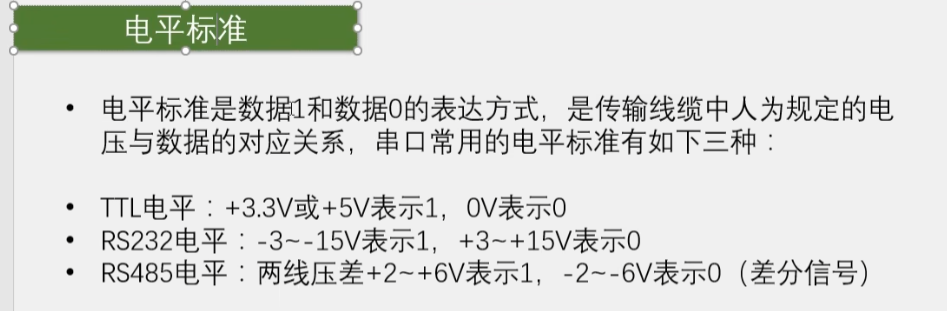 电平标准
• 电平标准是数据1和数据0的表达方式，是传输线缆中人为规定的电
压与数据的对应关系，串口常用的电平标准有如下三种：
• TTL电平：+3.3V或+5V表示1，0V表示0
• RS232电平：-3~-15V表示1，+3~+15V表示0
• RS485电平：两线压差+2~+6V表示1，-2~-6V表示0（差分信号）